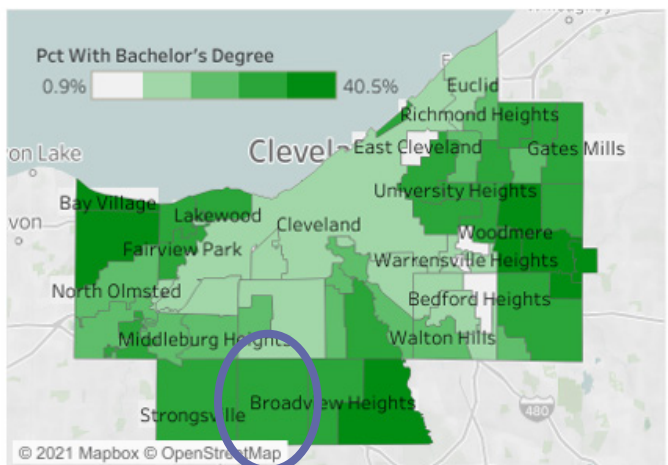 Pct With Bachelor's Degree
0.9%
40.5%
Euclid
Richmond Heights
on Lake
East Cleveland
Gates Mills
University Heights
Bay Village
Lakewood
Cleveland
Woodmere
Fairview Park
Warrensville Heights
North Olmsted
Bedford Heights
Middleburg Heights
Walton Hills
Broadview Heights
Strongsville
480
© 2021 Mapbox © OpenStreetMap